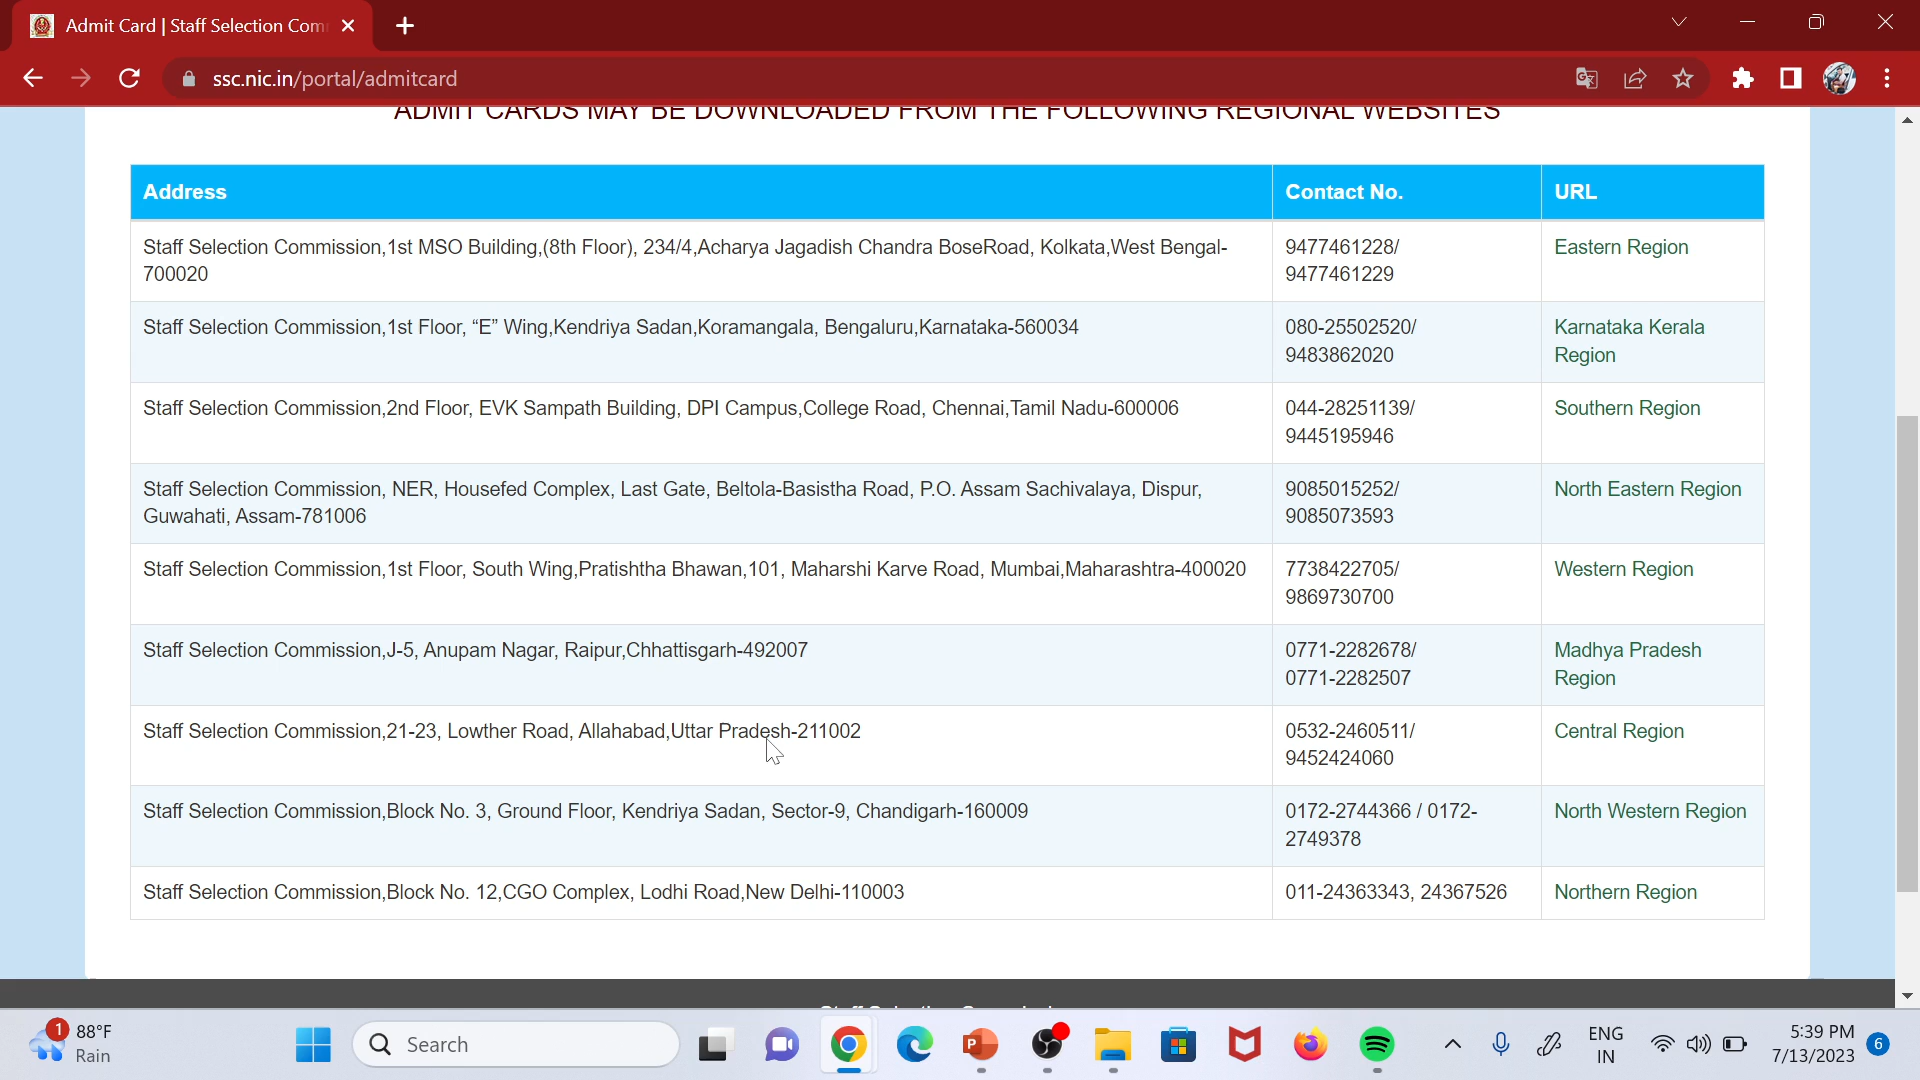 Admit Card | Staff Selection Com
ssc.nic.in/portal/admitcard
ADMIT CARDS MAY BE DOWNLOADED FROM THE FOLLOWING REGIONAL WEBSITES
Address Contact No. URL
Staff Selection Commission,1st MSO Building,(8th Floor), 234/4,Acharya Jagadish Chandra BoseRoad, Kolkata,West Bengal- 9477461228/ Eastern Region
700020 9477461229
Staff Selection Commission,1st Floor, “E” Wing,Kendriya Sadan,Koramangala, Bengaluru,Karnataka-560034 080-25502520/ Karnataka Kerala
9483862020 Region
Staff Selection Commission,2nd Floor, EVK Sampath Building, DPI Campus,College Road, Chennai,Tamil Nadu-600006 044-28251139/ Southern Region
9445195946
Staff Selection Commission, NER, Housefed Complex, Last Gate, Beltola-Basistha Road, P.O. Assam Sachivalaya, Dispur, 9085015252/ North Eastern Region
Guwahati, Assam-781006 9085073593
Staff Selection Commission,1st Floor, South Wing,Pratishtha Bhawan,101, Maharshi Karve Road, Mumbai,Maharashtra-400020 7738422705/ Western Region
9869730700
Staff Selection Commission,J-5, Anupam Nagar, Raipur,Chhattisgarh-492007 0771-2282678/ Madhya Pradesh
0771-2282507 Region
Staff Selection Commission,21-23, Lowther Road, Allahabad,Uttar Pradesh-211002 0532-2460511/ Central Region
9452424060
Staff Selection Commission,Block No. 3, Ground Floor, Kendriya Sadan, Sector-9, Chandigarh-160009 0172-2744366 / 0172- North Western Region
2749378
Staff Selection Commission,Block No. 12,CGO Complex, Lodhi Road,New Delhi-110003 011-24363343, 24367526 Northern Region
1 88°F Search ENG 5:39 PM 6
Rain IN 7/13/2023